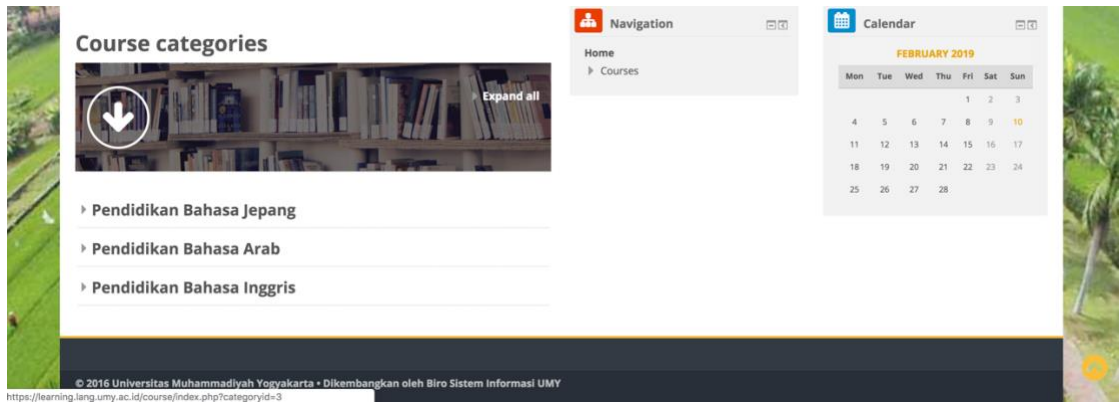 Course categories
Expand all
Pendidikan Bahasa Jepang
Pendidikan Bahasa Arab
Pendidikan Bahasa Inggris
Navigation
Home
Courses
Calendar
FEBRUARY 2019
Mon Tue Wed Thu Fri Sat Sun
1 2 3
4 5 6 7 8 9 10
11 12 13 14 15 16 17
18 19 20 21 22 23 24
25 26 27 28
© 2016 Universitas Muhammadiyah Yogyakarta • Dikembangkan oleh Biro Sistem Informasi UMY
https://learning.lang.umy.ac.id/course/index.php?categoryid=3